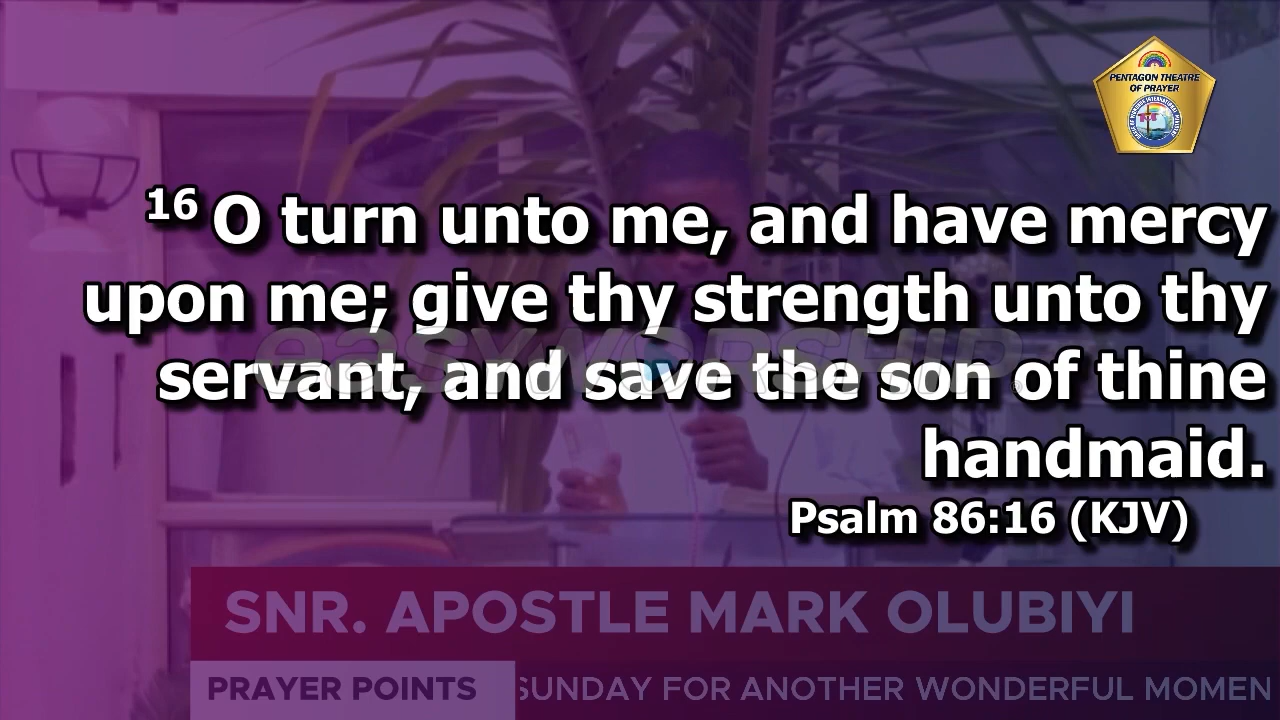 PENTAGON THEATRE
OF PRAYER
16 O turn unto me, and have mercy
upon me; give thy strength unto thy
servant, and save the son of thine
handmaid.
easyWORSHIP
Psalm 86:16 (KJV)
SNR. APOSTLE MARK OLUBIYI
PRAYER POINTS
SUNDAY FOR ANOTHER WONDERFUL MOMEN